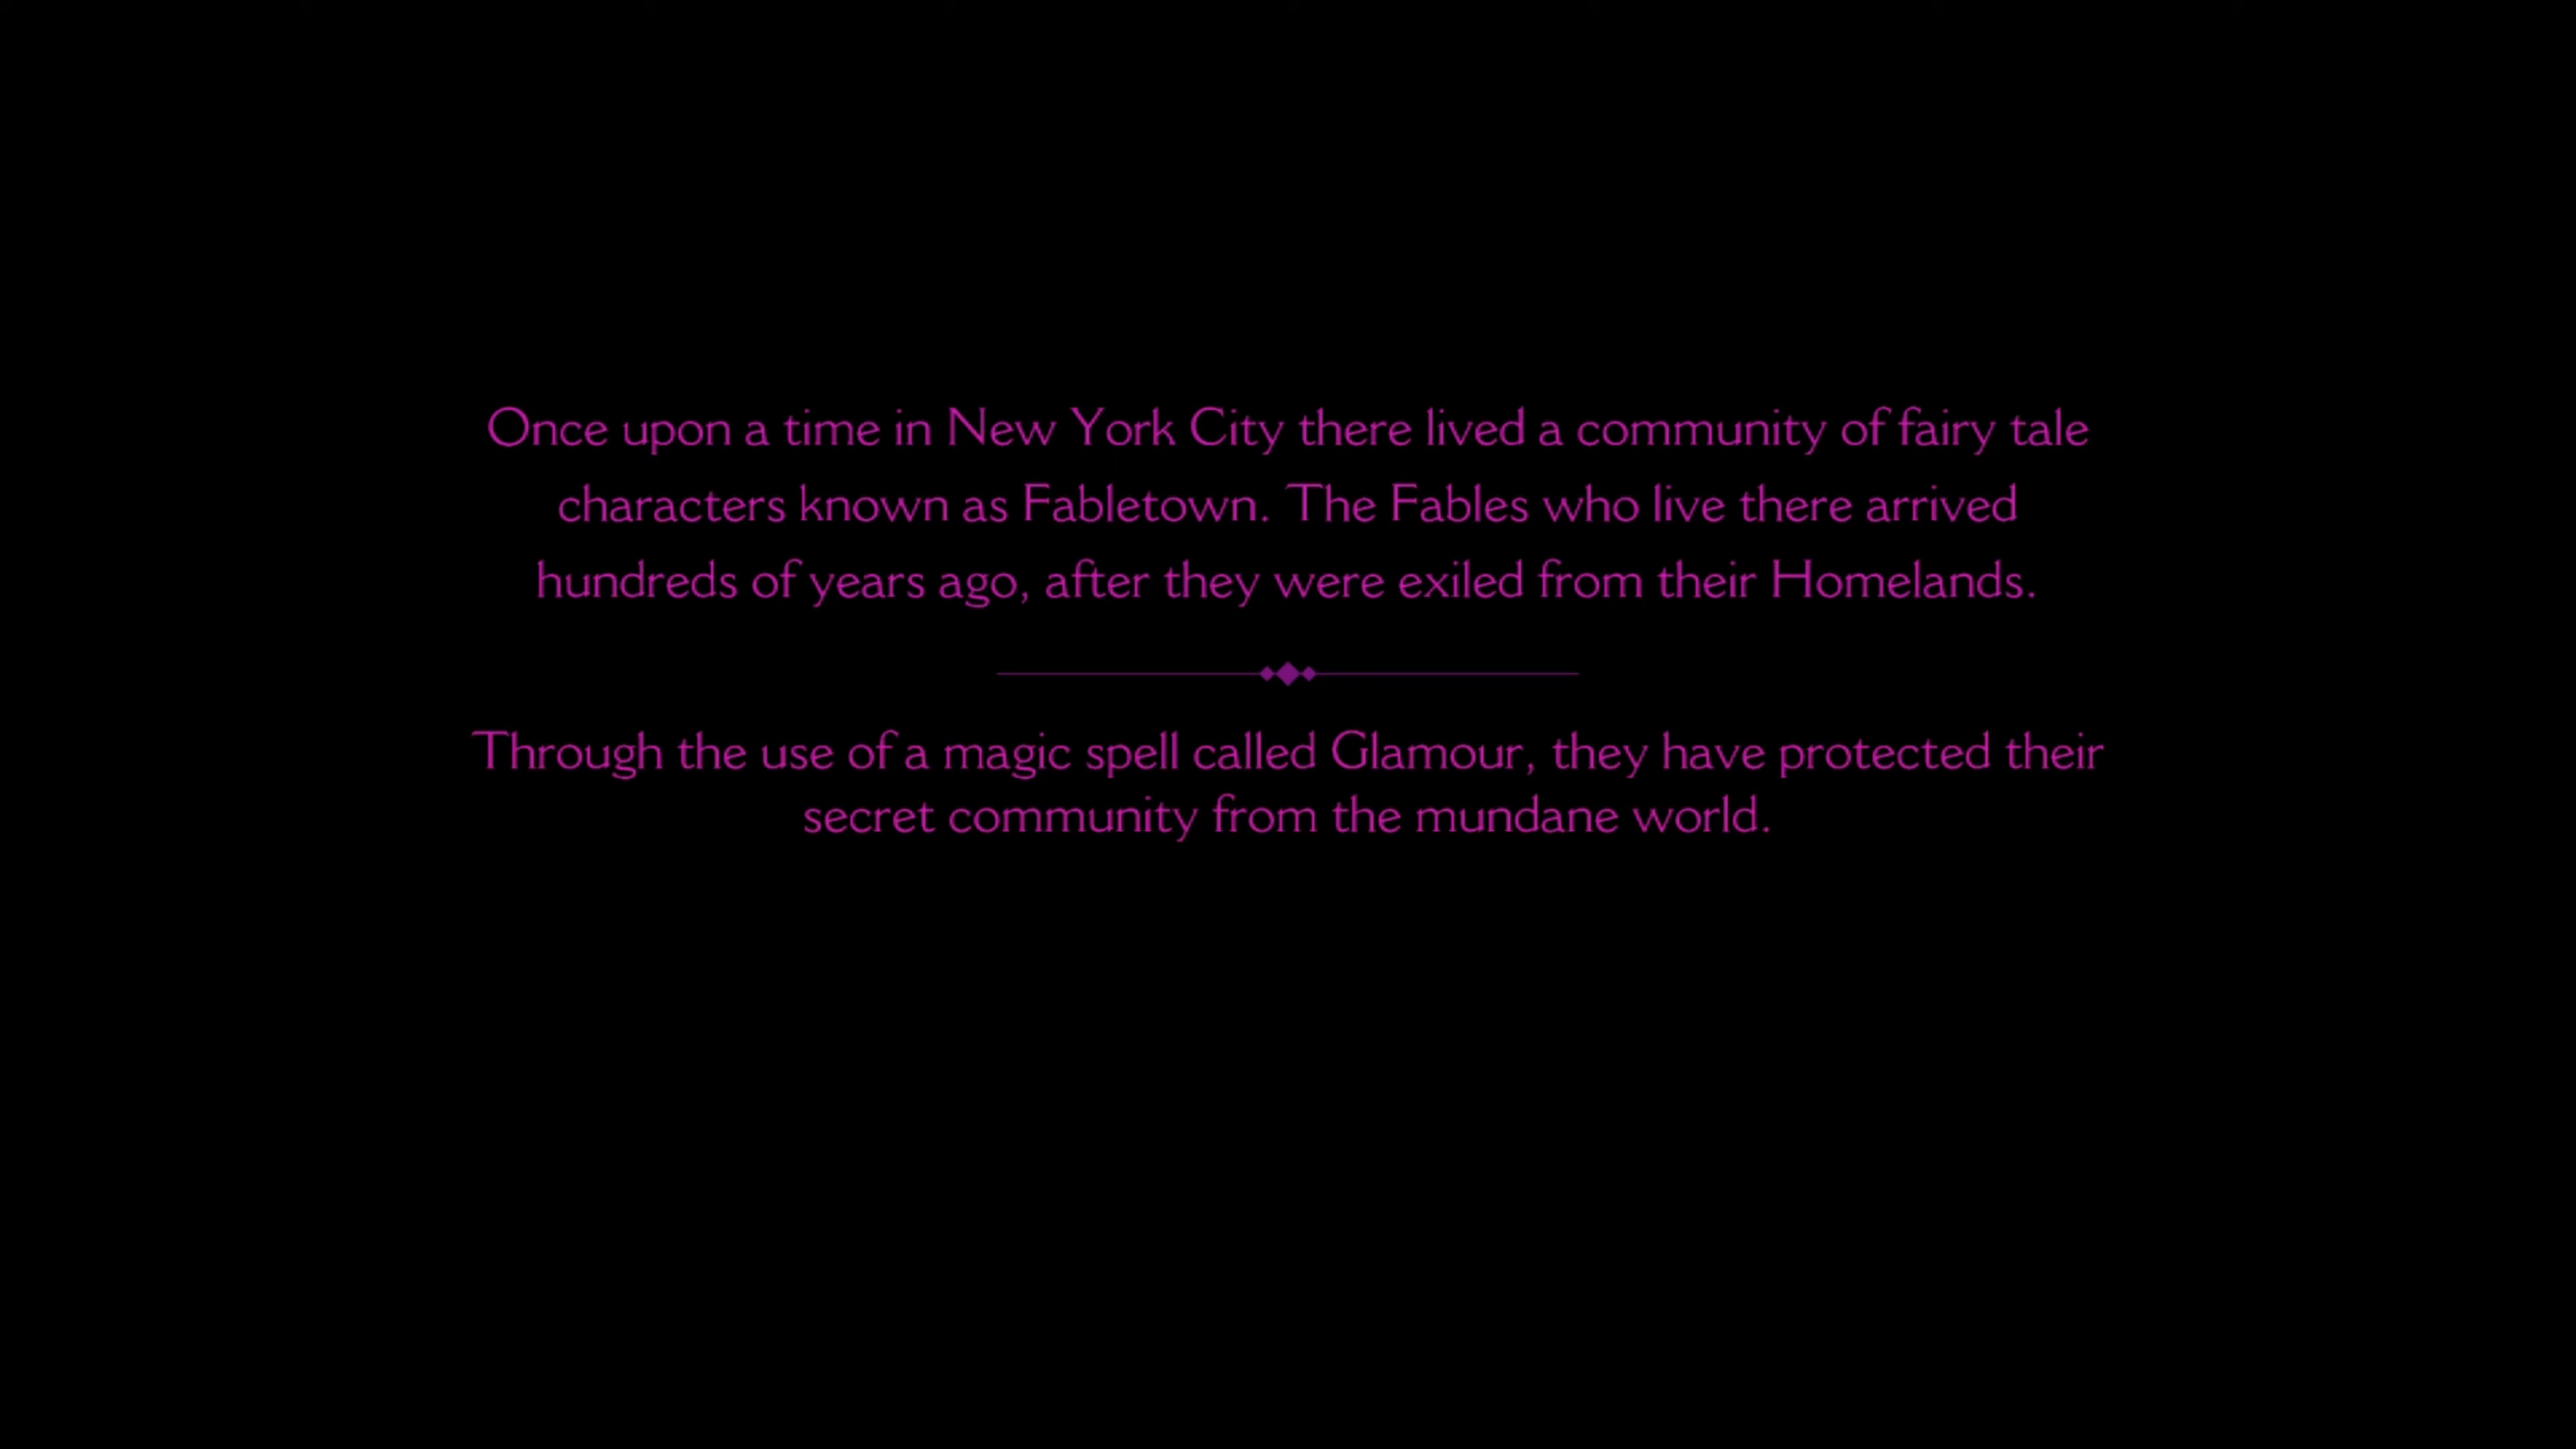 Once upon a time in New York City there lived a community of fairy tale
characters known as Fabletown. The Fables who live there arrived
hundreds of years ago, after they were exiled from their Homelands.
Through the use of a magic spell called Glamour, they have protected their
secret community from the mundane world.